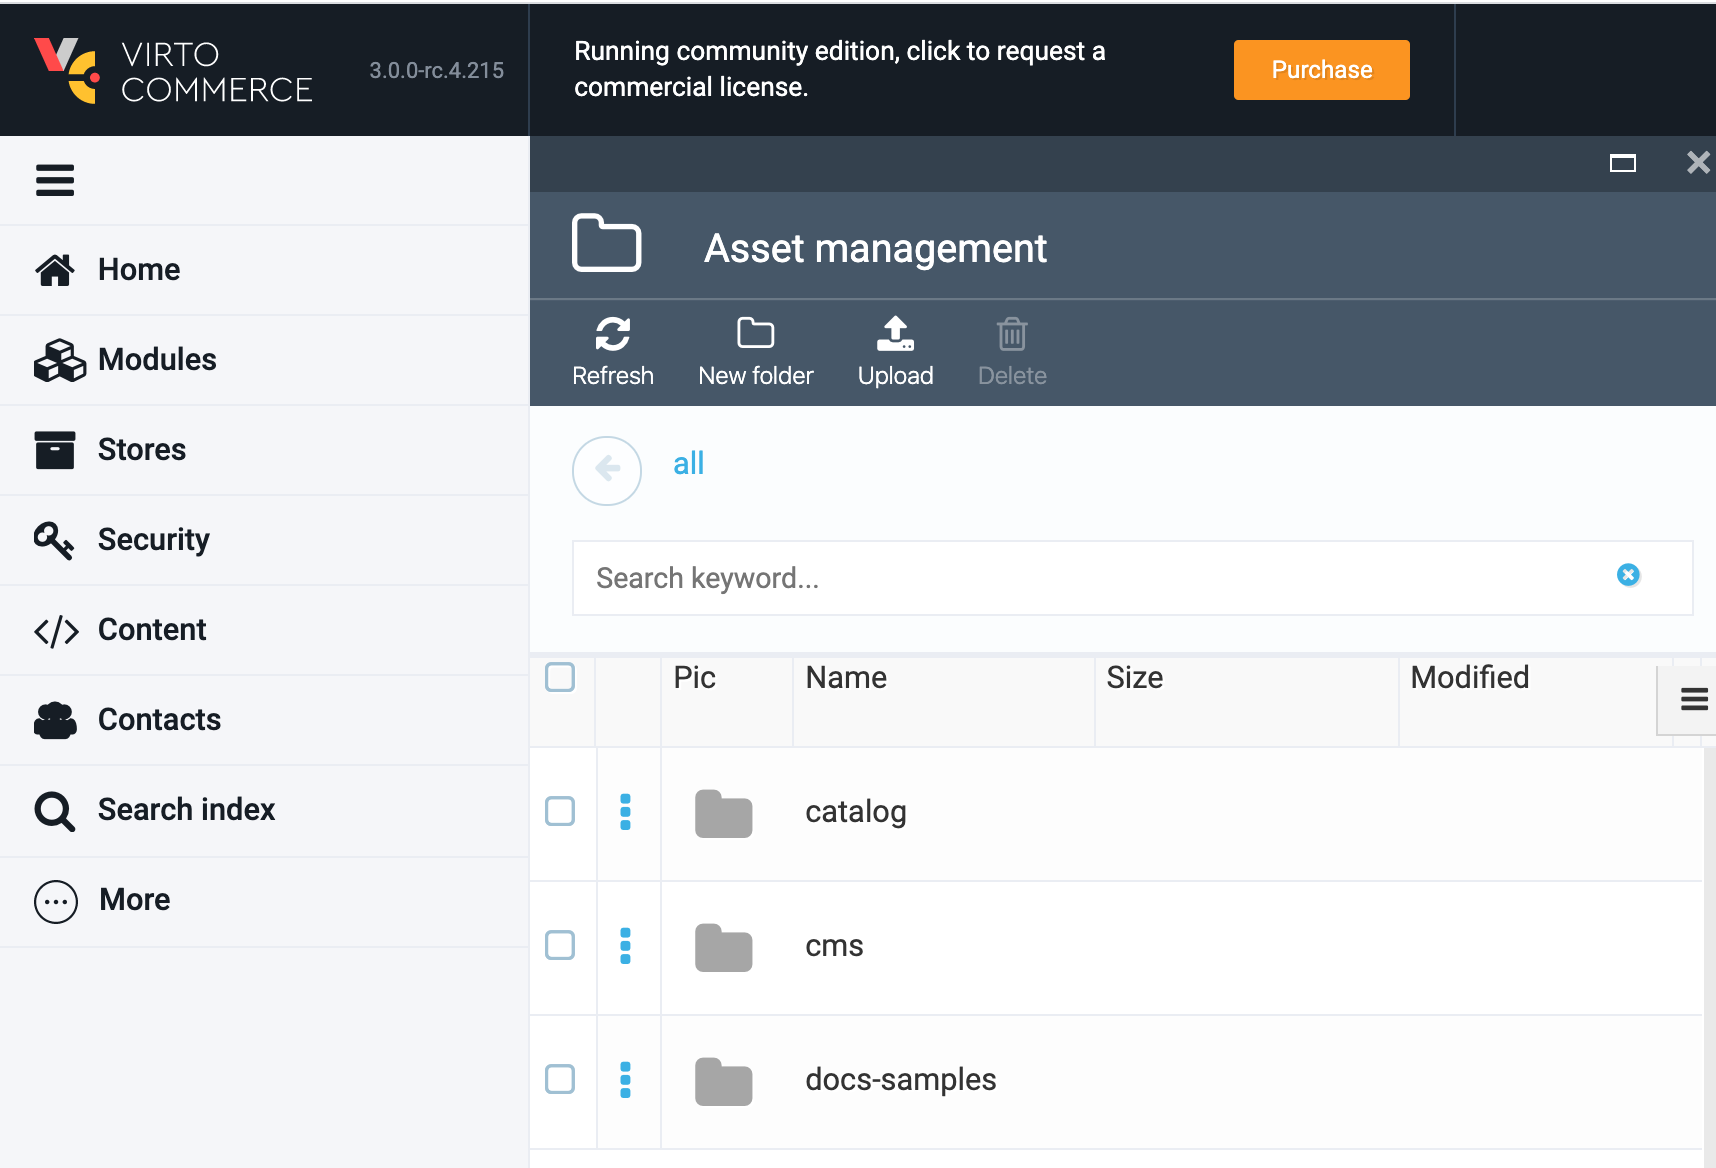 VIRTO
COMMERCE
3.0.0-rc.4.215
Running community edition, click to request a
commercial license.
Purchase
Home
Modules
Stores
Security
Content
Contacts
Search index
More
Asset management
Refresh New folder Upload Delete
all
Search keyword...
Pic Name Size Modified
catalog
cms
docs-samples